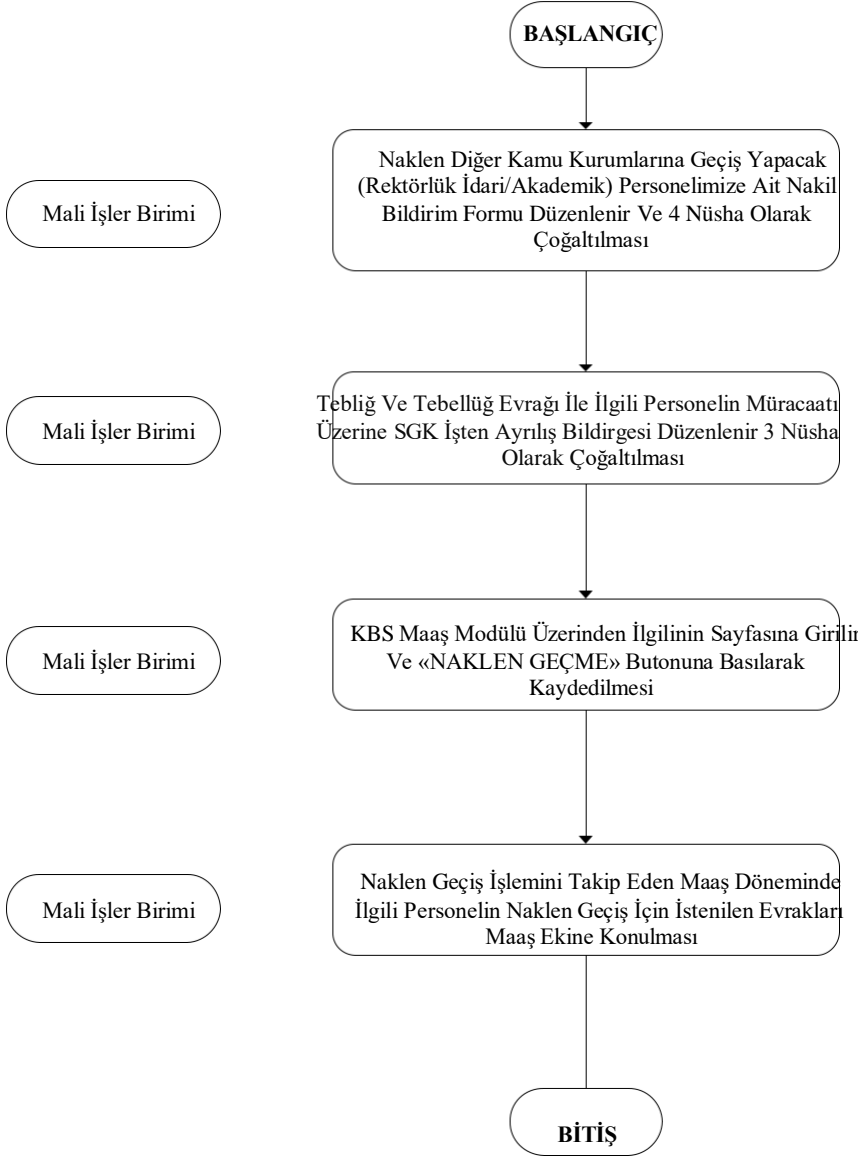 BAŞLANGIÇ
Mali İşler Birimi
Naklen Diğer Kamu Kurumlarına Geçiş Yapacak
(Rektörlük İdari/Akademik) Personelimize Ait Nakil
Bildirim Formu Düzenlenir Ve 4 Nüsha Olarak
Çoğaltılması
Mali İşler Birimi
Tebliğ Ve Tebellüğ Evrağı İle İlgili Personelin Müracaatı
Üzerine SGK İşten Ayrılış Bildirgesi Düzenlenir 3 Nüsha
Olarak Çoğaltılması
Mali İşler Birimi
KBS Maaş Modülü Üzerinden İlgilinin Sayfasına Girilir
Ve «NAKLEN GEÇME» Butonuna Basılarak
Kaydedilmesi
Mali İşler Birimi
Naklen Geçiş İşlemini Takip Eden Maaş Döneminde
İlgili Personelin Naklen Geçiş İçin İstenilen Evrakları
Maaş Ekine Konulması
BİTİŞ